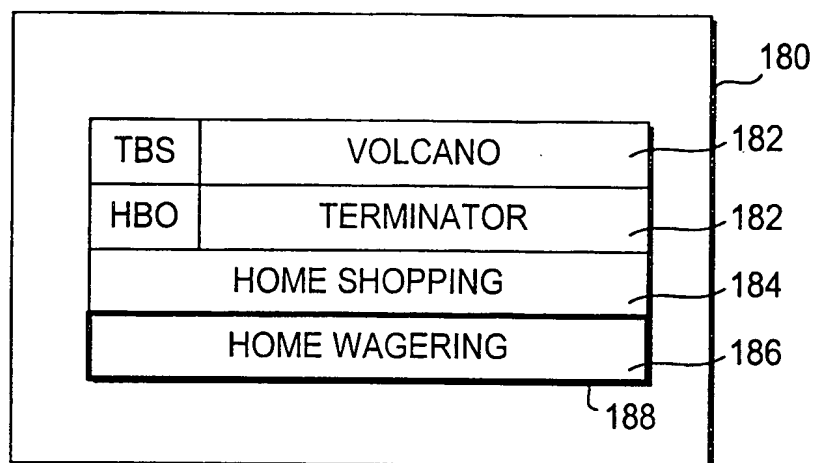 180
TBS VOLCANO 182
HBO TERMINATOR 182
HOME SHOPPING 184
HOME WAGERING 186
188